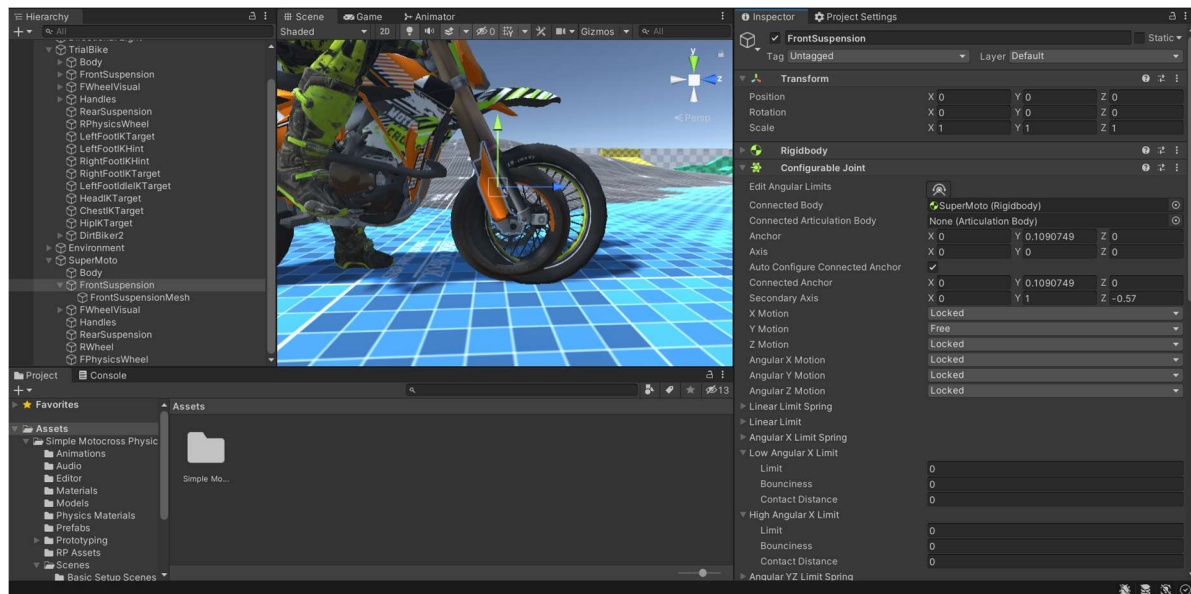 Hierarchy
All
TrialBike
Body
FrontSuspension
FWheelVisual
Handles
RearSuspension
RPhysicsWheel
LeftFootIKTarget
LeftFootIKHint
RightFootIKHint
RightFootIKTarget
LeftFootIdleIKTarget
HeadIKTarget
ChestIKTarget
HipIKTarget
DirtBiker2
Environment
SuperMoto
Body
FrontSuspension
FrontSuspensionMesh
FWheelVisual
Handles
RearSuspension
RWheel
FPhysicsWheel
Scene Game Animator
Shaded 2D 0 Gizmos All
y
z
Persp
Project Console
13
Favorites
Assets
Simple Motocross Physic
Animations
Audio
Editor
Materials
Models
Physics Materials
Prefabs
Prototyping
RP Assets
Scenes
Basic Setup Scenes
Assets
Simple Mo...
Inspector Project Settings
FrontSuspension Static
Tag Untagged Layer Default
Transform
Position X 0 Y 0 Z 0
Rotation X 0 Y 0 Z 0
Scale X 1 Y 1 Z 1
Rigidbody
Configurable Joint
Edit Angular Limits
Connected Body SuperMoto (Rigidbody)
Connected Articulation Body None (Articulation Body)
Anchor X 0 Y 0.1090749 Z 0
Axis X 0 Y 0 Z 0
Auto Configure Connected Anchor
Connected Anchor X 0 Y 0.1090749 Z 0
Secondary Axis X 0 Y 1 Z -0.57
X Motion Locked
Y Motion Free
Z Motion Locked
Angular X Motion Locked
Angular Y Motion Locked
Angular Z Motion Locked
Linear Limit Spring
Linear Limit
Angular X Limit Spring
Low Angular X Limit
Limit 0
Bounciness 0
Contact Distance 0
High Angular X Limit
Limit 0
Bounciness 0
Contact Distance 0
Angular YZ Limit Spring